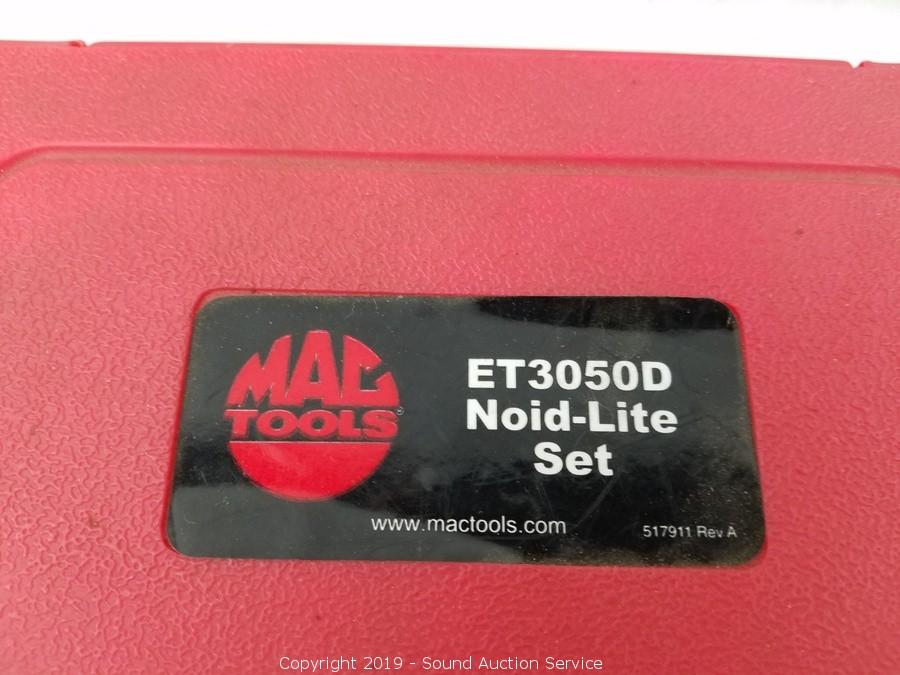 MAC
TOOLS®
ET3050D
Noid-Lite
Set
www.mactools.com
517911 Rev A
Copyright 2019 - Sound Auction Service